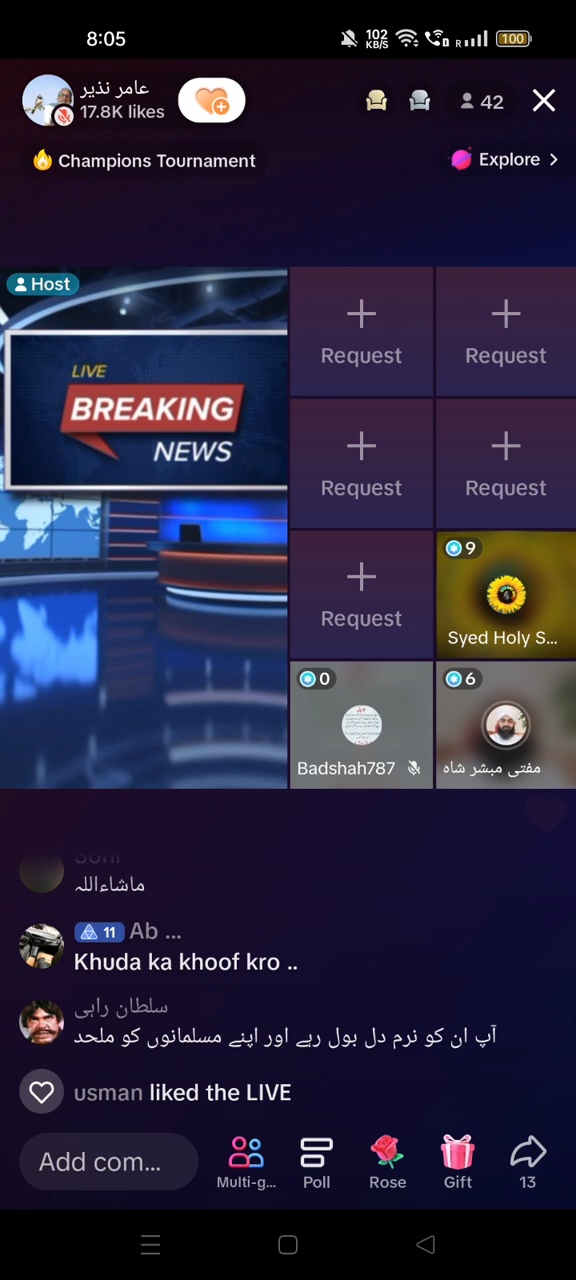 8:05
102
KB/S
R
100
عامر نذیر
17.8K likes
42
Champions Tournament
Explore
Host
LIVE
BREAKING
NEWS
Request
Request
Request
Request
Request
9
Syed Holy S...
0
Badshah787
6
مفتی مبشر شاہ
ماشاءاللہ
11 Ab ...
Khuda ka khoof kro ..
سلطان راہی
آپ ان کو نرم دل بول رہے اور اپنے مسلمانوں کو ملحد
usman liked the LIVE
Add com...
Multi-g...
Poll
Rose
Gift
13